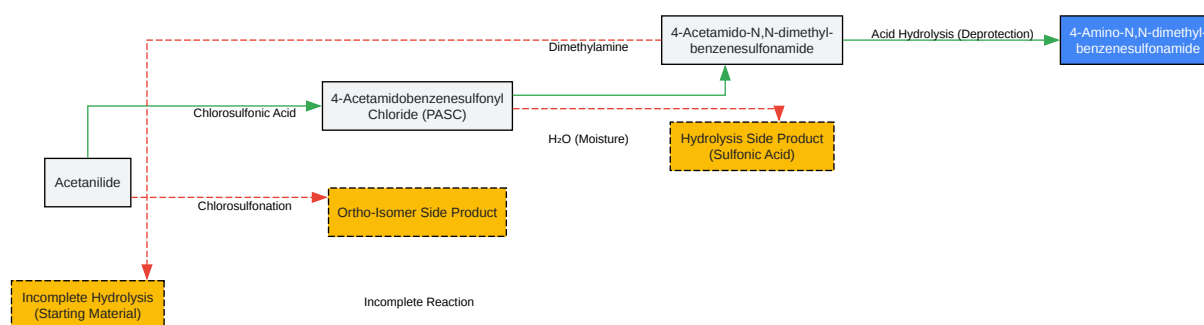 4-Acetamido-N,N-dimethyl-
benzenesulfonamide
Acid Hydrolysis (Deprotection)
4-Amino-N,N-dimethyl-
benzenesulfonamide
Dimethylamine
4-Acetamidobenzenesulfonyl
Chloride (PASC)
Chlorosulfonic Acid
H₂O (Moisture)
Hydrolysis Side Product
(Sulfonic Acid)
Acetanilide
Chlorosulfonation
Ortho-Isomer Side Product
Incomplete Hydrolysis
(Starting Material)
Incomplete Reaction